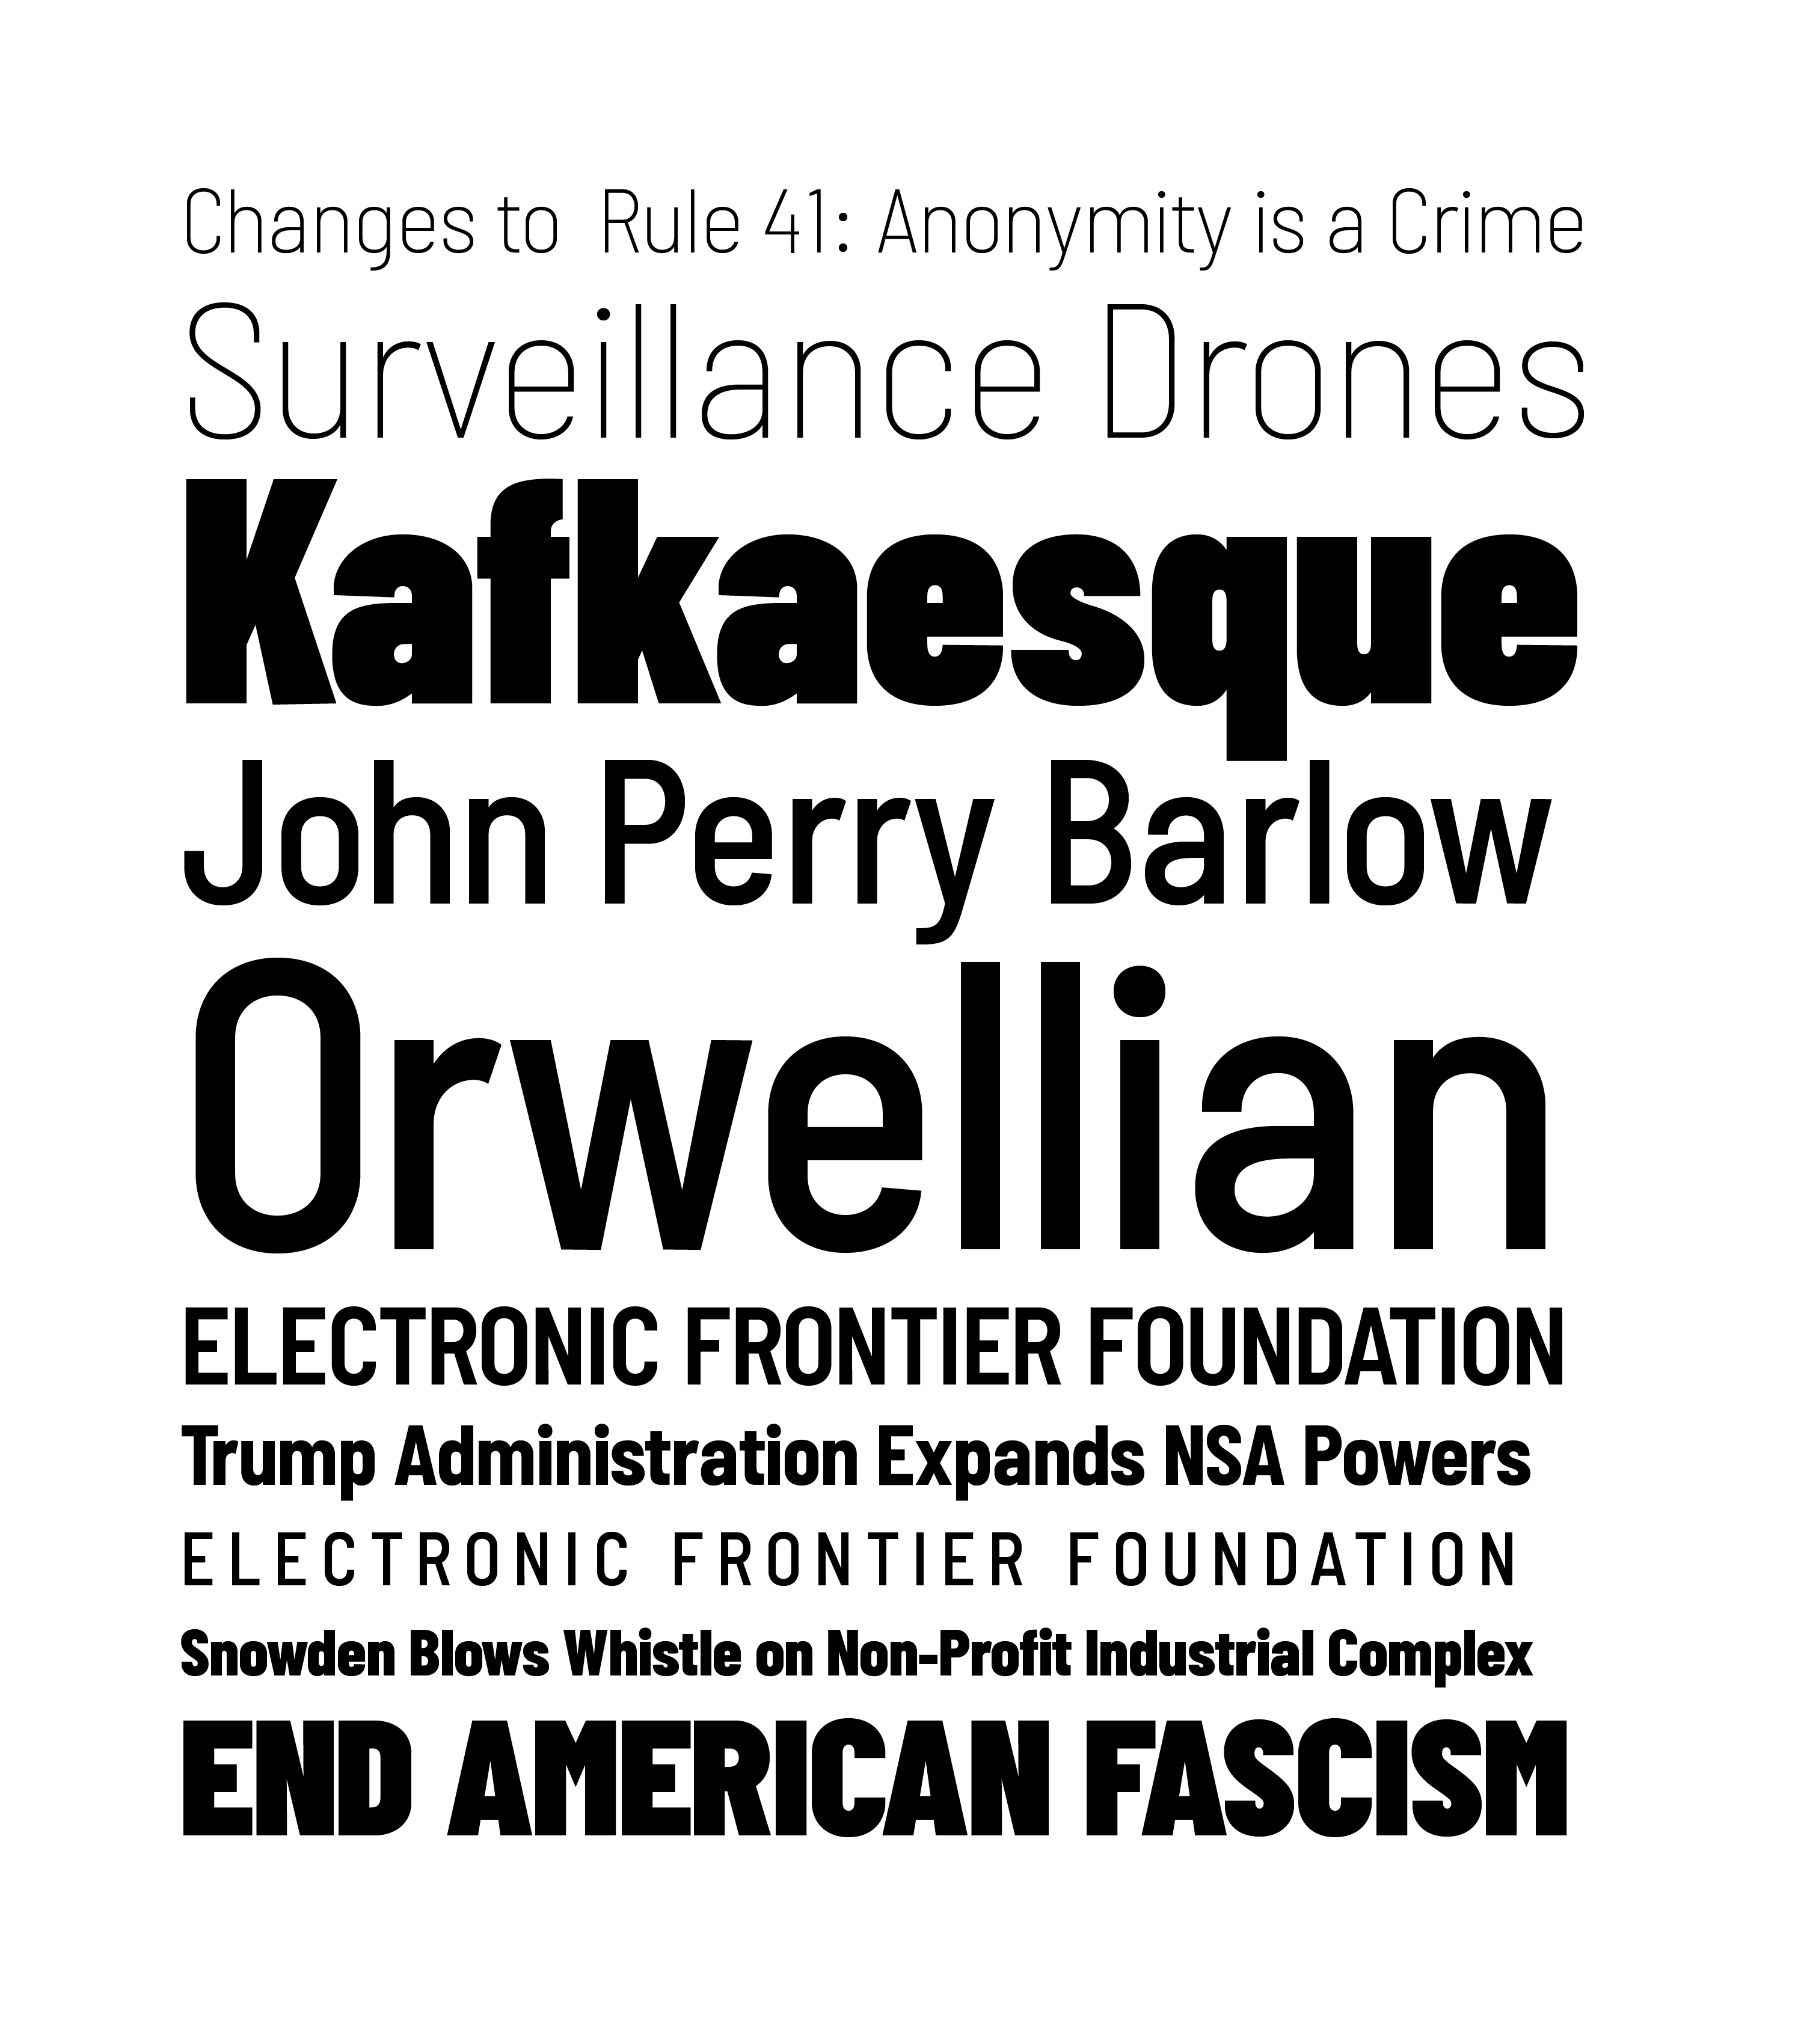 Changes to Rule 41: Anonymity is a Crime
Surveillance Drones
Kafkaesque
John Perry Barlow
Orwellian
ELECTRONIC FRONTIER FOUNDATION
Trump Administration Expands NSA Powers
ELECTRONIC FRONTIER FOUNDATION
Snowden Blows Whistle on Non–Profit Industrial Complex
END AMERICAN FASCISM